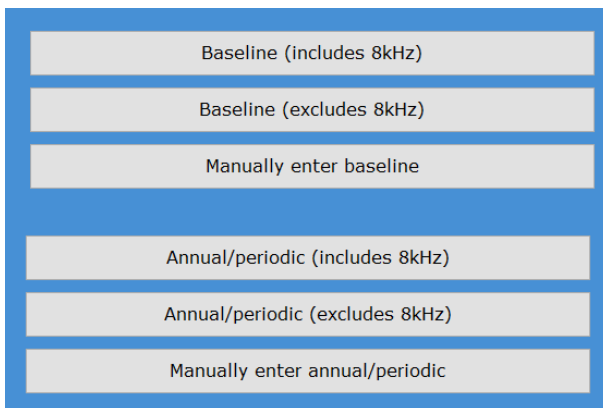 Baseline (includes 8kHz)
Baseline (excludes 8kHz)
Manually enter baseline
Annual/periodic (includes 8kHz)
Annual/periodic (excludes 8kHz)
Manually enter annual/periodic